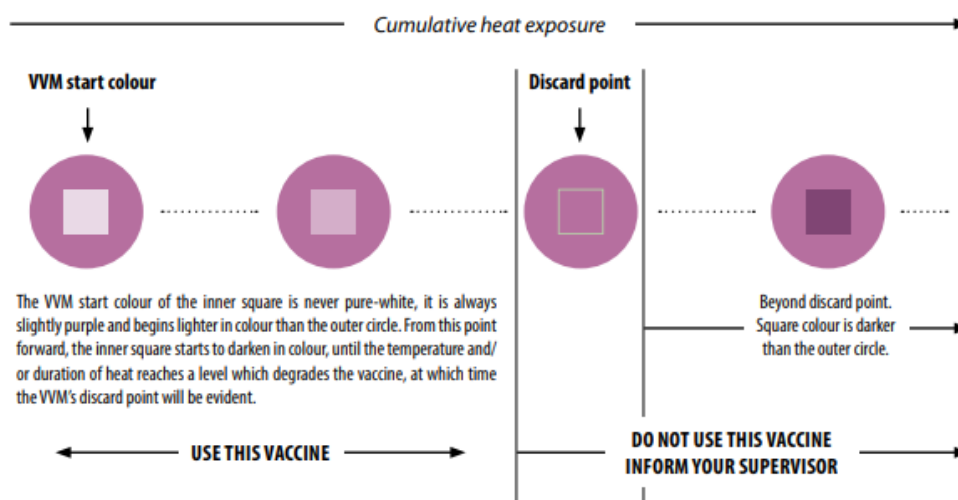 Cumulative heat exposure
VVM start colour
Discard point
The VVM start colour of the inner square is never pure-white, it is always
slightly purple and begins lighter in colour than the outer circle. From this point
forward, the inner square starts to darken in colour, until the temperature and/
or duration of heat reaches a level which degrades the vaccine, at which time
the VVM's discard point will be evident.
Beyond discard point.
Square colour is darker
than the outer circle.
USE THIS VACCINE
DO NOT USE THIS VACCINE
INFORM YOUR SUPERVISOR